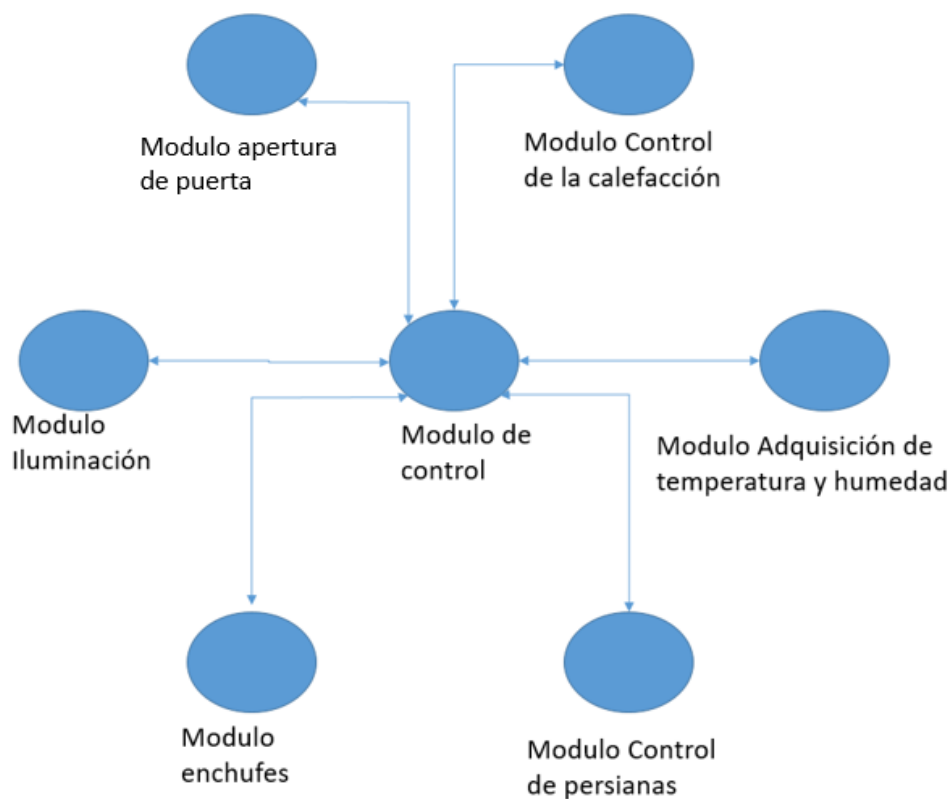 Modulo apertura
de puerta
Modulo Control
de la calefacción
Modulo
Iluminación
Modulo de
control
Modulo Adquisición de
temperatura y humedad
Modulo
enchufes
Modulo Control
de persianas